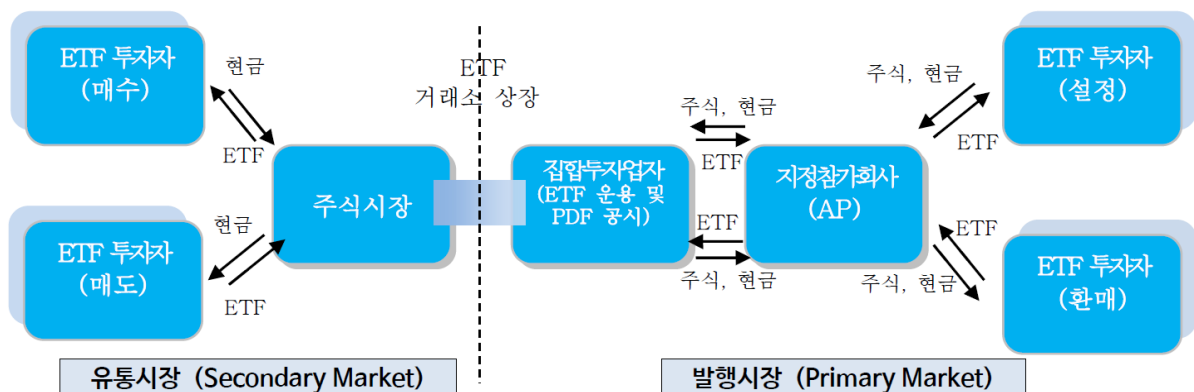 ETF 투자자
(매수)
현금
ETF
ETF
거래소 상장
주식시장
ETF 투자자
(매도)
현금
ETF
유통시장 (Secondary Market)
주식, 현금
ETF
집합투자업자
(ETF 운용 및
PDF 공시)
ETF
주식, 현금
지정참가회사
(AP)
주식, 현금
ETF
ETF 투자자
(설정)
ETF
주식, 현금
ETF 투자자
(환매)
발행시장 (Primary Market)